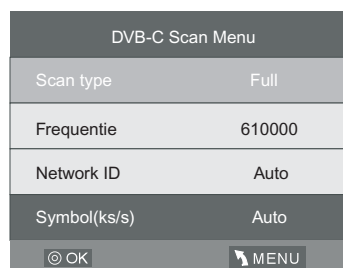 DVB-C Scan Menu
Scan type Full
Frequentie 610000
Network ID Auto
Symbol(ks/s) Auto
OK MENU